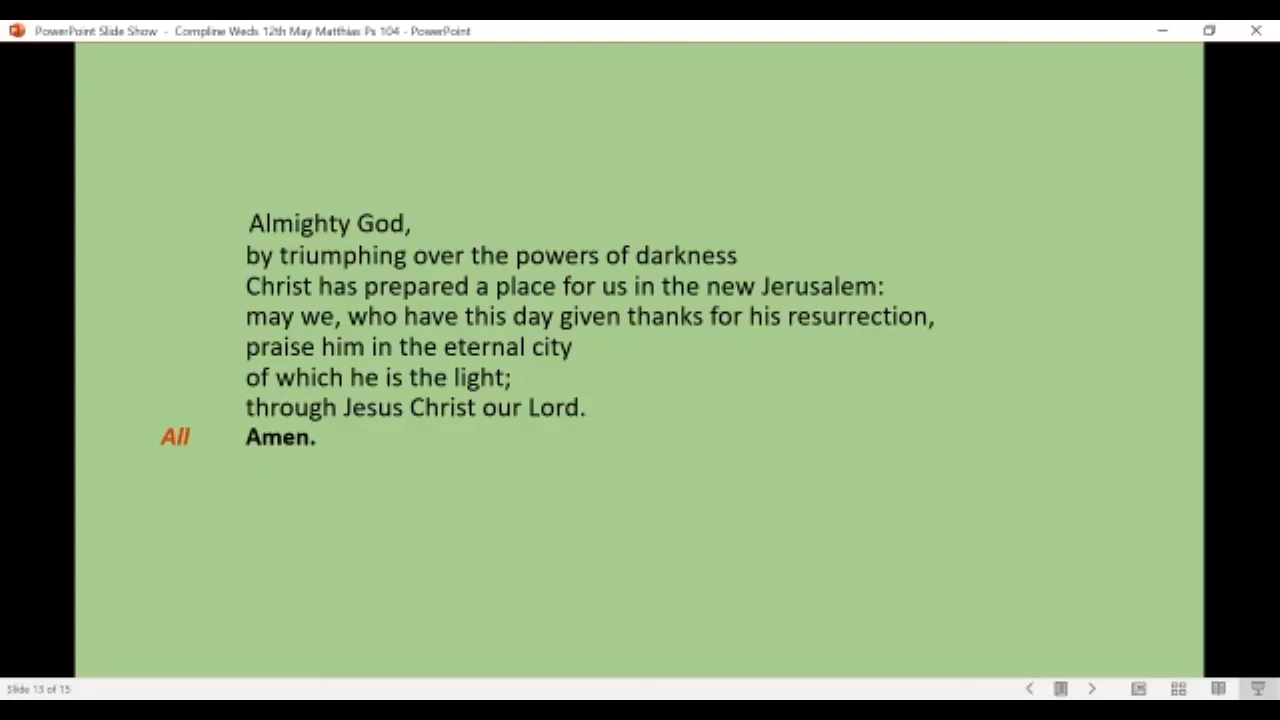 PowerPoint Slide Show - Compline Weds 12th May Matthias Ps 104 - PowerPoint
Almighty God,
by triumphing over the powers of darkness
Christ has prepared a place for us in the new Jerusalem:
may we, who have this day given thanks for his resurrection,
praise him in the eternal city
of which he is the light;
through Jesus Christ our Lord.
All Amen.
Slide 13 of 15